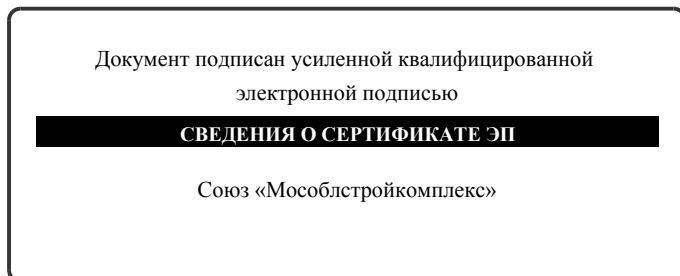 Документ подписан усиленной квалифицированной
электронной подписью
СВЕДЕНИЯ О СЕРТИФИКАТЕ ЭП
Союз «Мособлстройкомплекс»